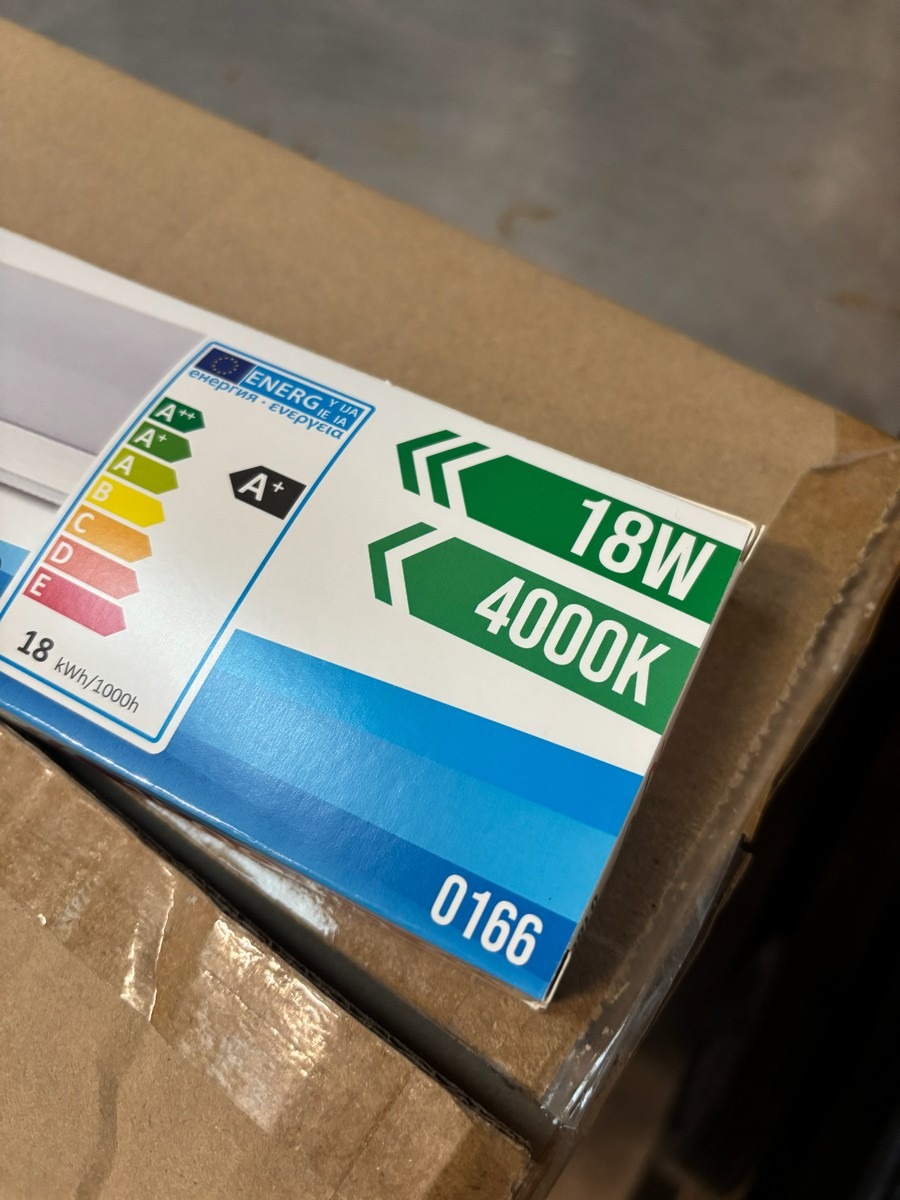 ENERG Y IJA
IE IA
енергия · ενεργεια
A++
A+
A
B
C
D
E
A+
18 kWh/1000h
18W
4000K
0166